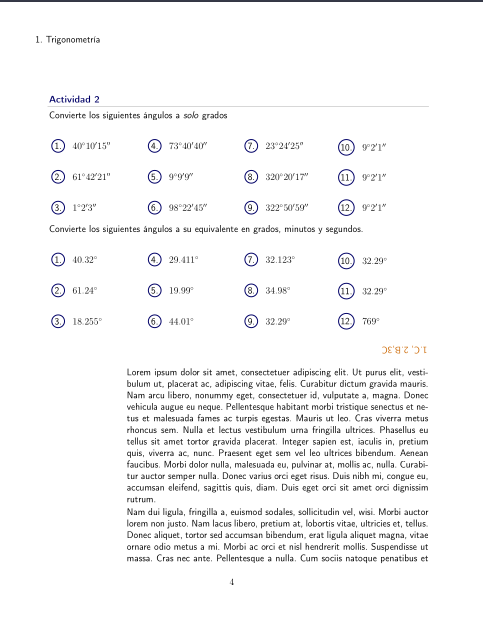 1. Trigonometría
Actividad 2
Convierte los siguientes ángulos a solo grados
1. 40°10′15″ 4. 73°40′40″ 7. 23°24′25″ 10. 9°2′1″
2. 61°42′21″ 5. 9°9′9″ 8. 320°20′17″ 11. 9°2′1″
3. 1°2′3″ 6. 98°22′45″ 9. 322°50′59″ 12. 9°2′1″
Convierte los siguientes ángulos a su equivalente en grados, minutos y segundos.
1. 40.32° 4. 29.411° 7. 32.123° 10. 32.29°
2. 61.24° 5. 19.99° 8. 34.98° 11. 32.29°
3. 18.255° 6. 44.01° 9. 32.29° 12. 769°
1.C, 2.B,3C
Lorem ipsum dolor sit amet, consectetuer adipiscing elit. Ut purus elit, vesti-
bulum ut, placerat ac, adipiscing vitae, felis. Curabitur dictum gravida mauris.
Nam arcu libero, nonummy eget, consectetuer id, vulputate a, magna. Donec
vehicula augue eu neque. Pellentesque habitant morbi tristique senectus et ne-
tus et malesuada fames ac turpis egestas. Mauris ut leo. Cras viverra metus
rhoncus sem. Nulla et lectus vestibulum urna fringilla ultrices. Phasellus eu
tellus sit amet tortor gravida placerat. Integer sapien est, iaculis in, pretium
quis, viverra ac, nunc. Praesent eget sem vel leo ultrices bibendum. Aenean
faucibus. Morbi dolor nulla, malesuada eu, pulvinar at, mollis ac, nulla. Curabi-
tur auctor semper nulla. Donec varius orci eget risus. Duis nibh mi, congue eu,
accumsan eleifend, sagittis quis, diam. Duis eget orci sit amet orci dignissim
rutrum.
Nam dui ligula, fringilla a, euismod sodales, sollicitudin vel, wisi. Morbi auctor
lorem non justo. Nam lacus libero, pretium at, lobortis vitae, ultricies et, tellus.
Donec aliquet, tortor sed accumsan bibendum, erat ligula aliquet magna, vitae
ornare odio metus a mi. Morbi ac orci et nisl hendrerit mollis. Suspendisse ut
massa. Cras nec ante. Pellentesque a nulla. Cum sociis natoque penatibus et
4